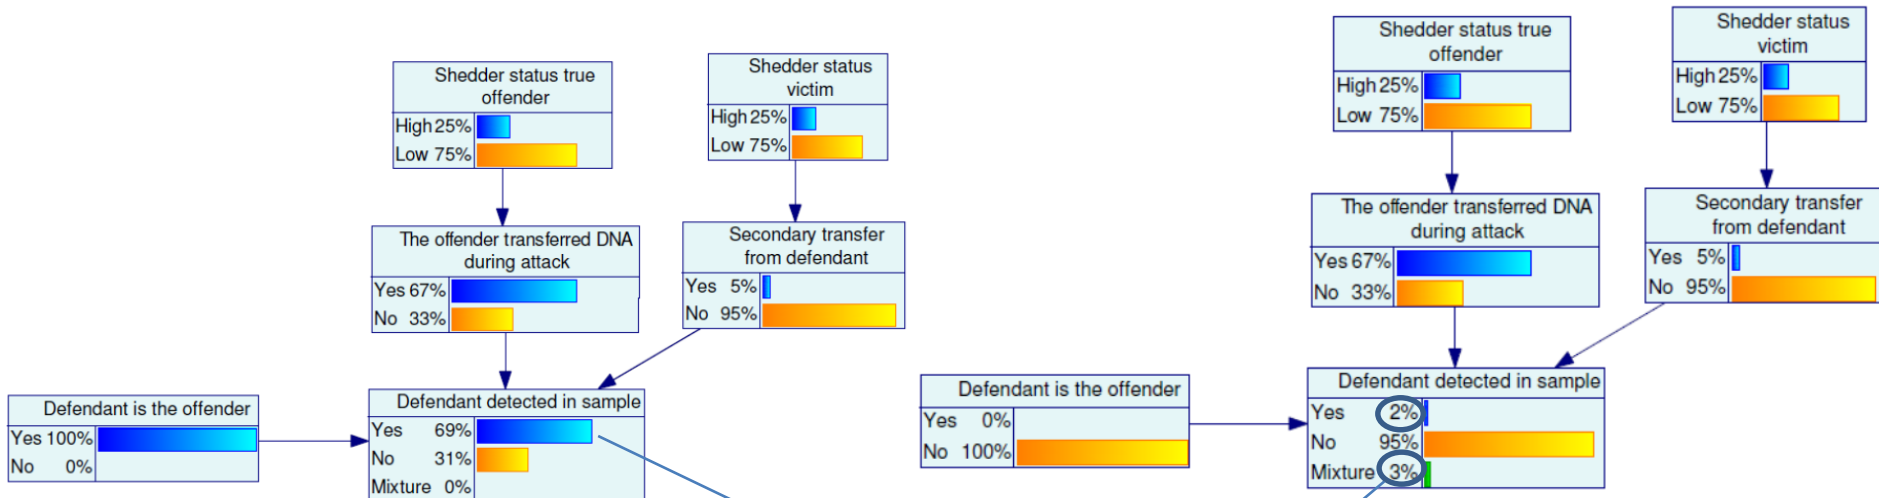 Shedder status true
offender
High 25%
Low 75%
Shedder status
victim
High 25%
Low 75%
The offender transferred DNA
during attack
Yes 67%
No 33%
Secondary transfer
from defendant
Yes 5%
No 95%
Defendant is the offender
Yes 100%
No 0%
Defendant detected in sample
Yes 69%
No 31%
Mixture 0%
Shedder status true
offender
High 25%
Low 75%
Shedder status
victim
High 25%
Low 75%
The offender transferred DNA
during attack
Yes 67%
No 33%
Secondary transfer
from defendant
Yes 5%
No 95%
Defendant is the offender
Yes 0%
No 100%
Defendant detected in sample
Yes 2%
No 95%
Mixture 3%